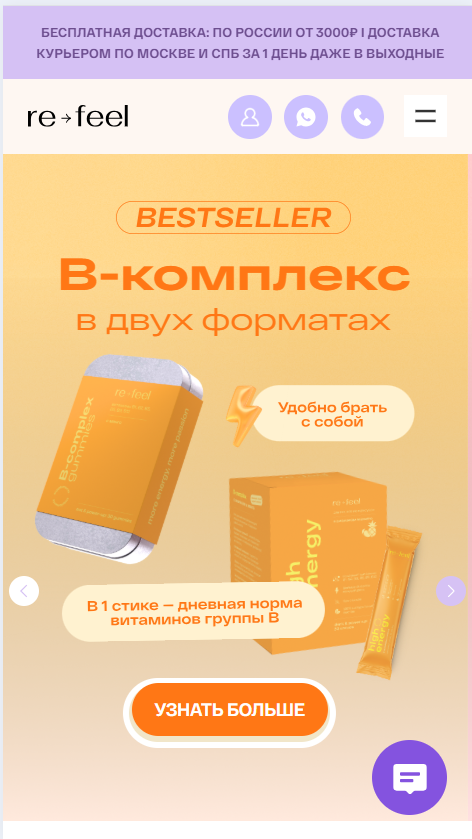 БЕСПЛАТНАЯ ДОСТАВКА: ПО РОССИИ ОТ 3000₽ I ДОСТАВКА
КУРЬЕРОМ ПО МОСКВЕ И СПБ ЗА 1 ДЕНЬ ДАЖЕ В ВЫХОДНЫЕ
re→feel
BESTSELLER
В-комплекс
в двух форматах
re→feel
B-complex
gummies
Удобно брать
с собой
re→feel
high
energy
high
energy
В 1 стике — дневная норма
витаминов группы В
УЗНАТЬ БОЛЬШЕ